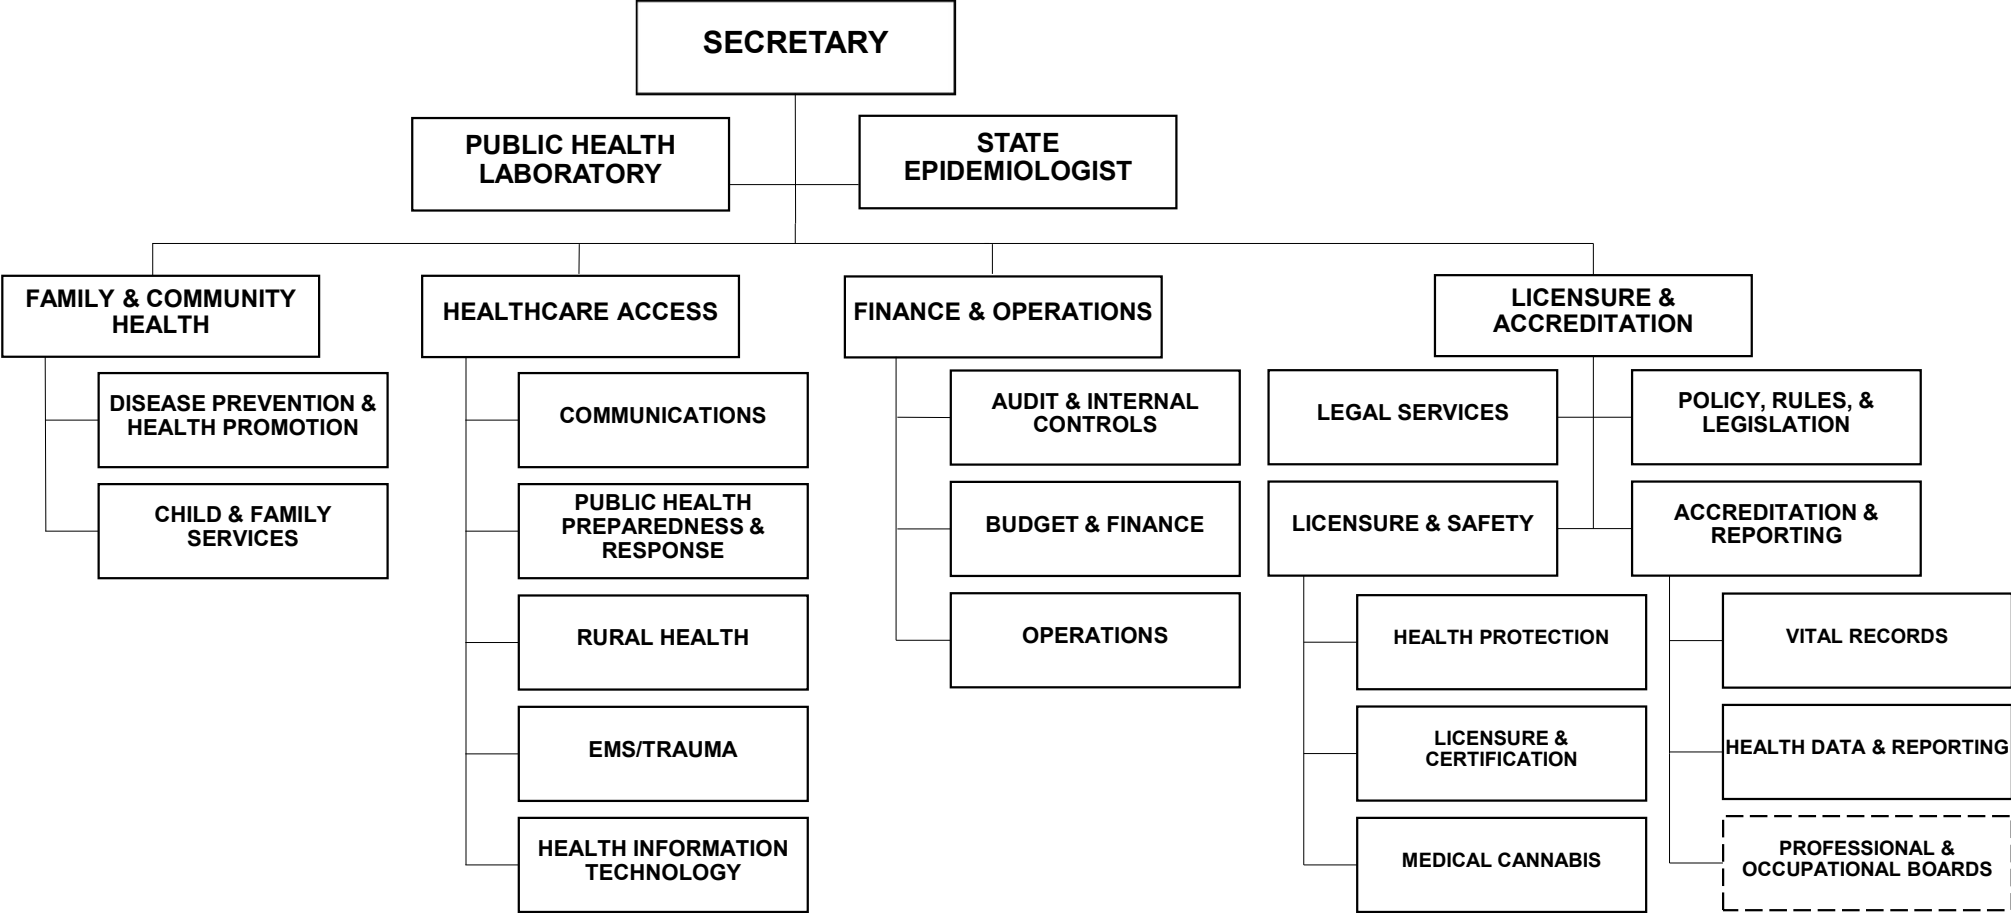 SECRETARY
PUBLIC HEALTH
LABORATORY
STATE
EPIDEMIOLOGIST
FAMILY & COMMUNITY
HEALTH
HEALTHCARE ACCESS
FINANCE & OPERATIONS
LICENSURE &
ACCREDITATION
DISEASE PREVENTION &
HEALTH PROMOTION
CHILD & FAMILY
SERVICES
COMMUNICATIONS
PUBLIC HEALTH
PREPAREDNESS &
RESPONSE
RURAL HEALTH
EMS/TRAUMA
HEALTH INFORMATION
TECHNOLOGY
AUDIT & INTERNAL
CONTROLS
BUDGET & FINANCE
OPERATIONS
LEGAL SERVICES
POLICY, RULES, &
LEGISLATION
LICENSURE & SAFETY
ACCREDITATION &
REPORTING
HEALTH PROTECTION
LICENSURE &
CERTIFICATION
MEDICAL CANNABIS
VITAL RECORDS
HEALTH DATA & REPORTING
PROFESSIONAL &
OCCUPATIONAL BOARDS